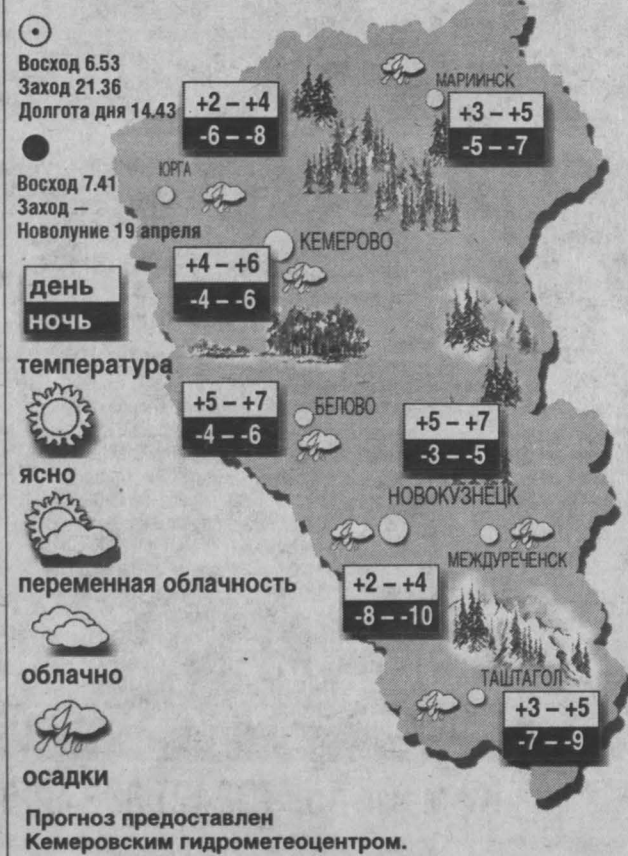 Восход 6.53
Заход 21.36
Долгота дня 14.43
Восход 7.41
Заход —
Новолуние 19 апреля
день
ночь
температура
ясно
переменная облачность
облачно
осадки
+2 – +4
-6 – -8
МАРИИНСК
+3 – +5
-5 – -7
ЮРГА
КЕМЕРОВО
+4 – +6
-4 – -6
+5 – +7
-4 – -6
БЕЛОВО
+5 – +7
-3 – -5
НОВОКУЗНЕЦК
МЕЖДУРЕЧЕНСК
+2 – +4
-8 – -10
ТАШТАГОЛ
+3 – +5
-7 – -9
Прогноз предоставлен
Кемеровским гидрометеоцентром.